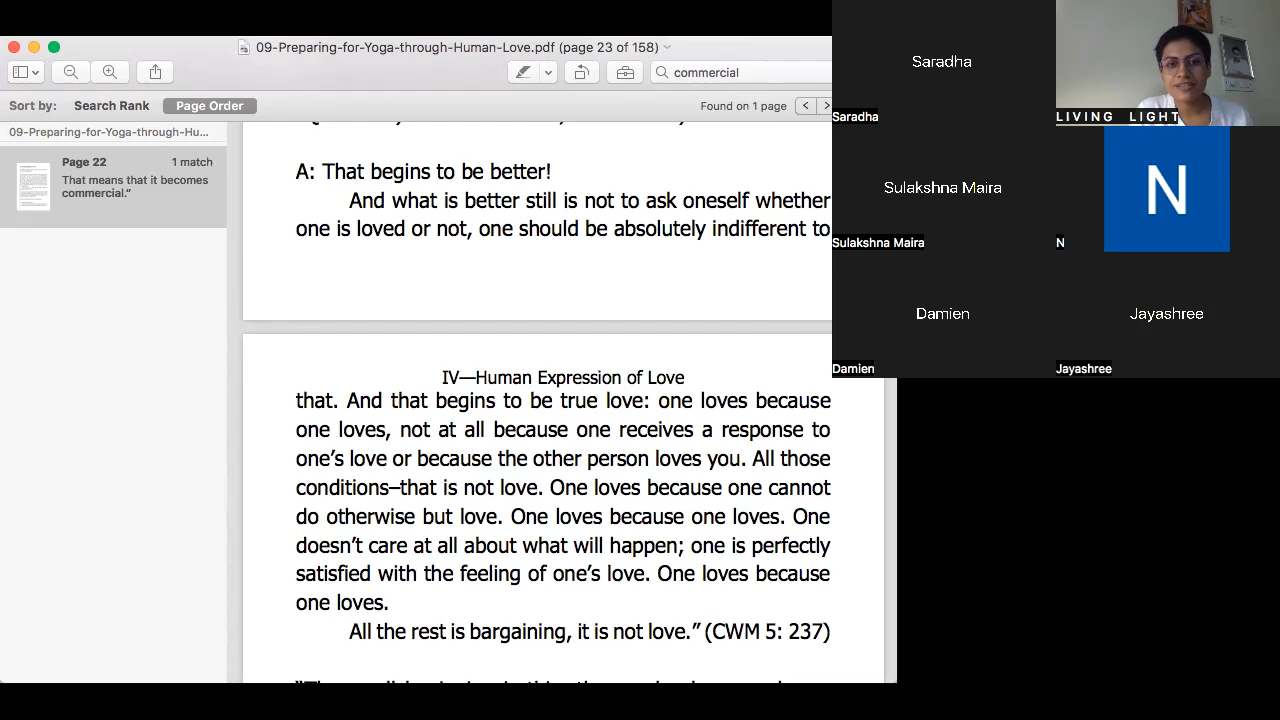 09-Preparing-for-Yoga-through-Human-Love.pdf (page 23 of 158)
commercial
Sort by: Search Rank Page Order
Found on 1 page
09-Preparing-for-Yoga-through-Hu...
Page 22 1 match
That means that it becomes
commercial.”
A: That begins to be better!
And what is better still is not to ask oneself whether
one is loved or not, one should be absolutely indifferent to
IV—Human Expression of Love
that. And that begins to be true love: one loves because
one loves, not at all because one receives a response to
one’s love or because the other person loves you. All those
conditions–that is not love. One loves because one cannot
do otherwise but love. One loves because one loves. One
doesn’t care at all about what will happen; one is perfectly
satisfied with the feeling of one’s love. One loves because
one loves.
All the rest is bargaining, it is not love.” (CWM 5: 237)
Saradha
Saradha
LIVING LIGHT
Sulakshna Maira
Sulakshna Maira
N
N
Damien
Damien
Jayashree
Jayashree